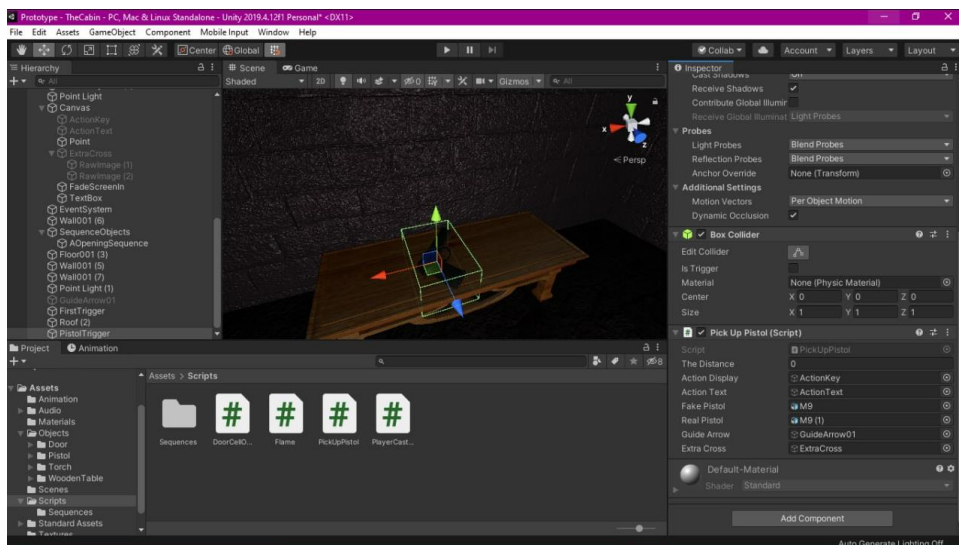 Prototype - TheCabin - PC, Mac & Linux Standalone - Unity 2019.4.12f1 Personal* <DX11>
File Edit Assets GameObject Component Mobile Input Window Help
Center Global Collab Account Layers Layout
Hierarchy
All
Point Light
Canvas
ActionKey
ActionText
Point
ExtraCross
RawImage (1)
RawImage (2)
FadeScreenIn
TextBox
EventSystem
Wall001 (6)
SequenceObjects
AOpeningSequence
Floor001 (3)
Wall001 (5)
Wall001 (7)
Point Light (1)
GuideArrow01
FirstTrigger
Roof (2)
PistolTrigger
Scene Game
Shaded 2D 0 Gizmos All
y
x
z
Persp
Inspector
Cast Shadows On
Receive Shadows
Contribute Global Illumir
Receive Global Illuminat Light Probes
Probes
Light Probes Blend Probes
Reflection Probes Blend Probes
Anchor Override None (Transform)
Additional Settings
Motion Vectors Per Object Motion
Dynamic Occlusion
Box Collider
Edit Collider
Is Trigger
Material None (Physic Material)
Center X 0 Y 0 Z 0
Size X 1 Y 1 Z 1
# Pick Up Pistol (Script)
Script PickUpPistol
The Distance 0
Action Display ActionKey
Action Text ActionText
Fake Pistol M9
Real Pistol M9 (1)
Guide Arrow GuideArrow01
Extra Cross ExtraCross
Default-Material
Shader Standard
Add Component
Auto Generate Lighting Off
Project Animation
8
Assets
Animation
Audio
Materials
Objects
Door
Pistol
Torch
WoodenTable
Scenes
Scripts
Sequences
Standard Assets
Textures
Assets > Scripts
# # # #
Sequences DoorCellO... Flame PickUpPistol PlayerCast...